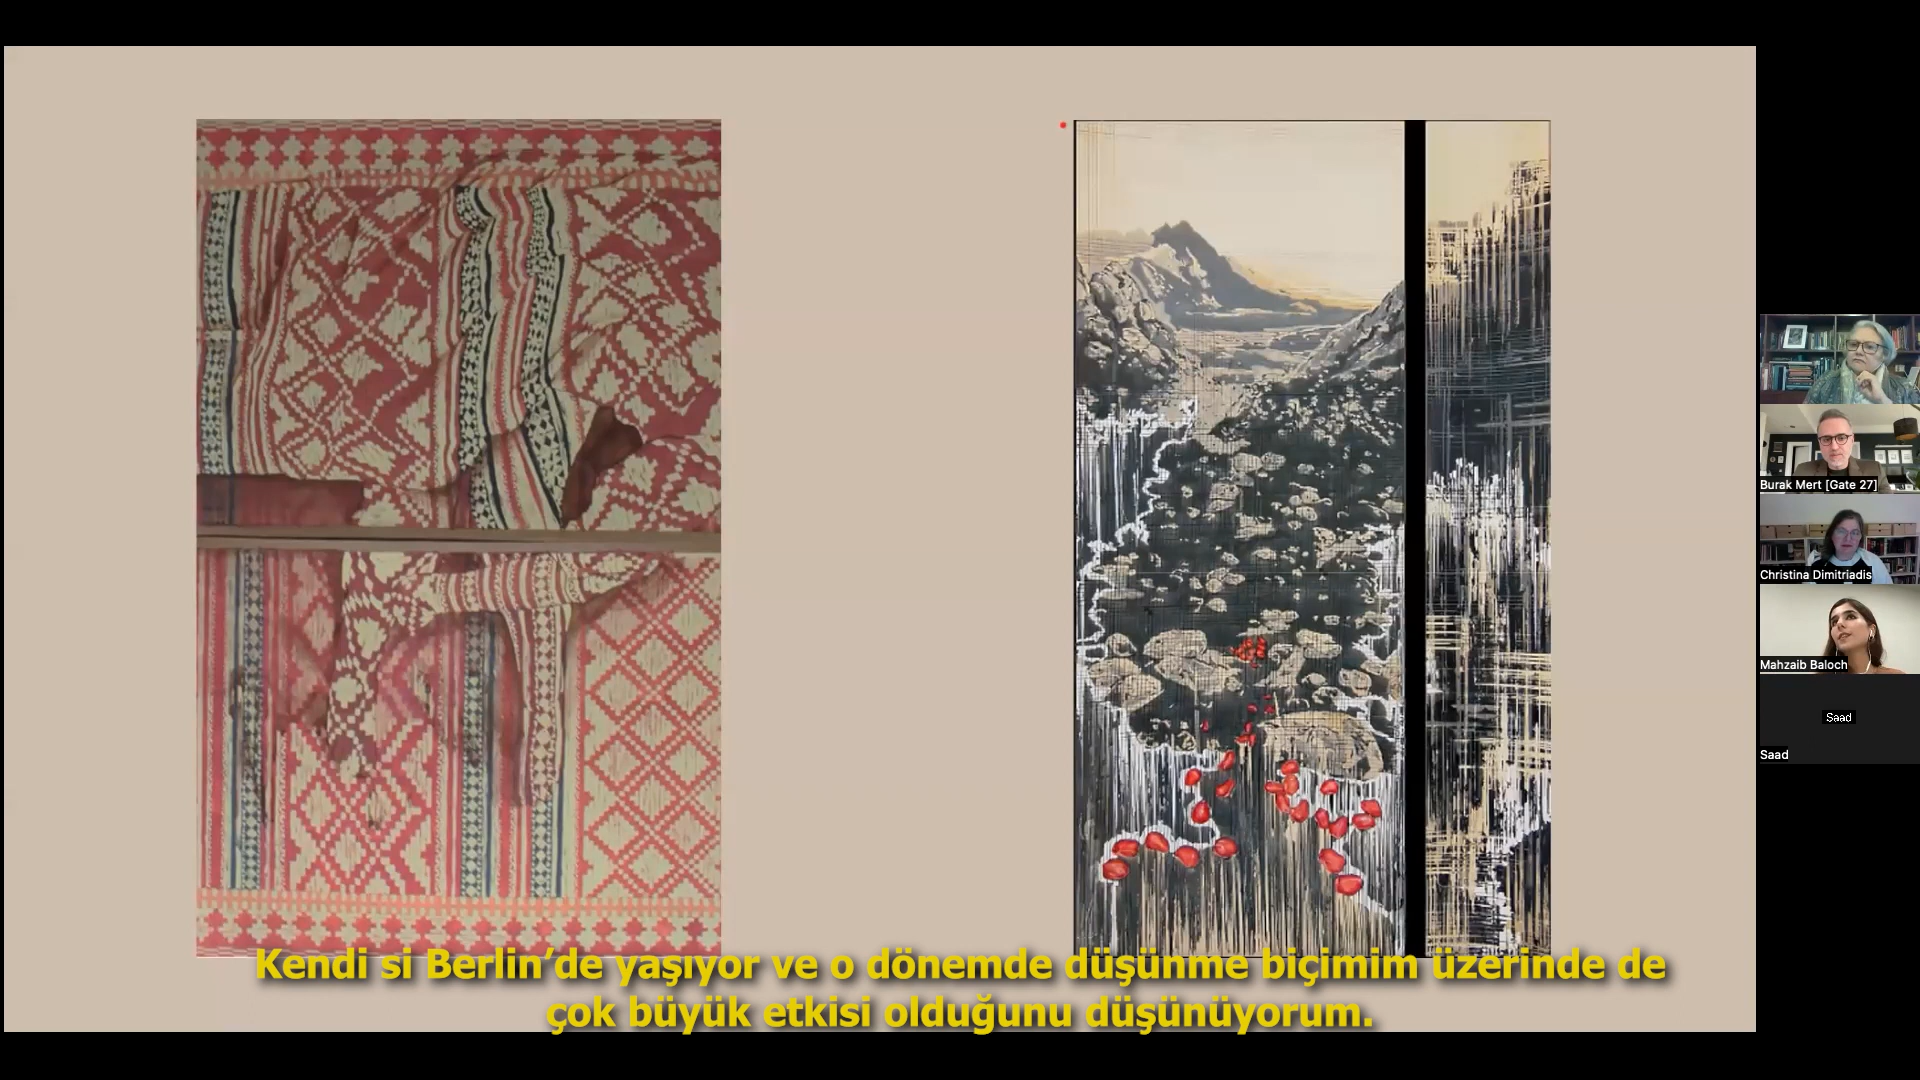 Burak Mert [Gate 27]
Christina Dimitriadis
Mahzaib Baloch
Saad
Saad
Kendi si Berlin’de yaşıyor ve o dönemde düşünme biçimim üzerinde de
çok büyük etkisi olduğunu düşünüyorum.